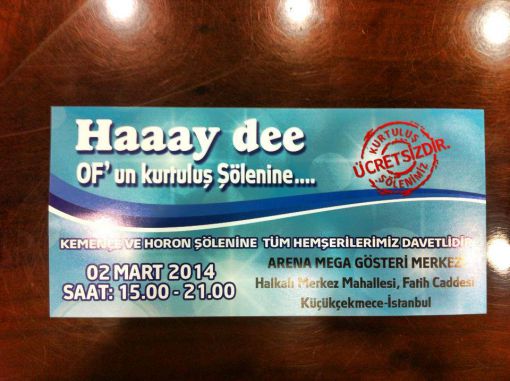 Haaay dee
OF' un kurtuluş Şölenine....
KURTULUŞ
ÜCRETSİZDİR.
ŞÖLENİMİZ
KEMENÇE VE HORON ŞÖLENİNE TÜM HEMŞERİLERİMİZ DAVETLİDİR
02 MART 2014
SAAT: 15.00 - 21.00
ARENA MEGA GÖSTERİ MERKEZİ
Halkalı Merkez Mahallesi, Fatih Caddesi
Küçükçekmece-İstanbul